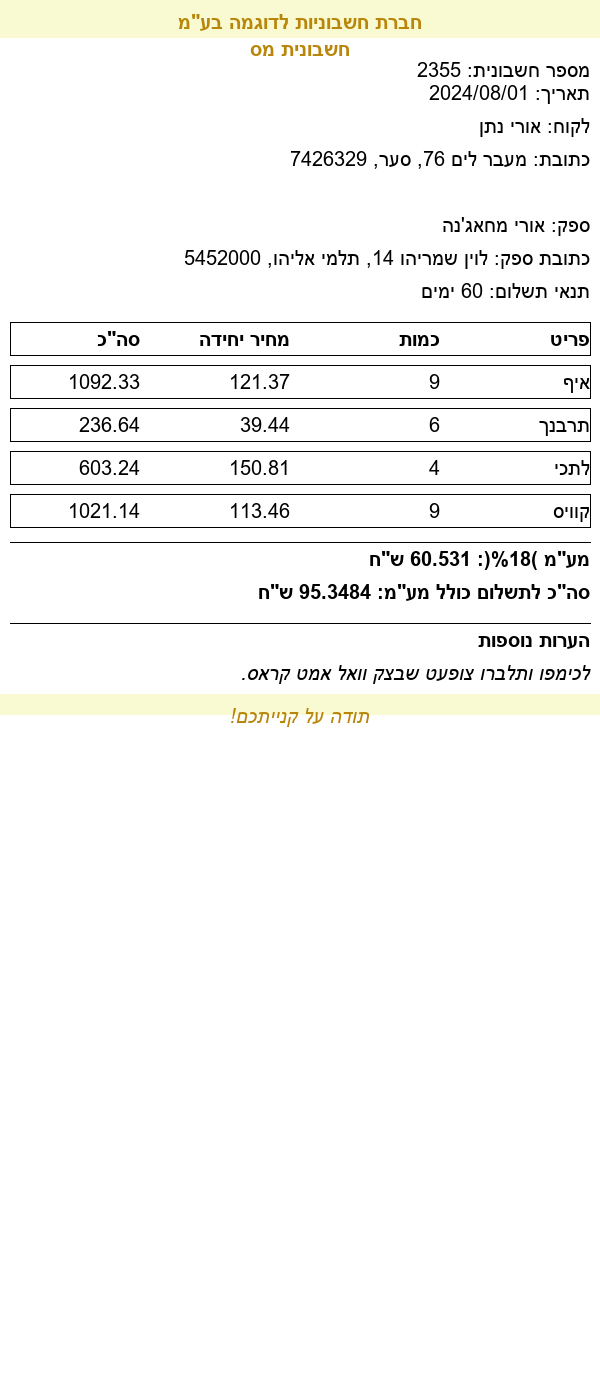 חברת חשבוניות לדוגמה בע"מ
חשבונית מס
מספר חשבונית: 2355
תאריך: 2024/08/01
לקוח: אורי נתן
כתובת: מעבר לים 76, סער, 7426329
ספק: אורי מחאג'נה
כתובת ספק: לוין שמריהו 14, תלמי אליהו, 5452000
תנאי תשלום: 60 ימים
פריט כמות מחיר יחידה סה"כ
איף 9 121.37 1092.33
תרבנך 6 39.44 236.64
לתכי 4 150.81 603.24
קוויס 9 113.46 1021.14
מע"מ )18%(: 60.531 ש"ח
סה"כ לתשלום כולל מע"מ: 95.3484 ש"ח
הערות נוספות
לכימפו ותלברו צופעט שבצק וואל אמט קראס.
תודה על קנייתכם!